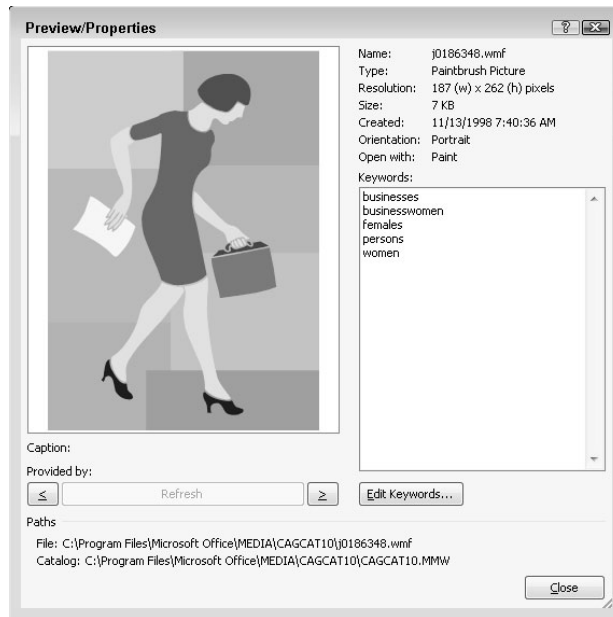 Preview/Properties
Name: j0186348.wmf
Type: Paintbrush Picture
Resolution: 187 (w) x 262 (h) pixels
Size: 7 KB
Created: 11/13/1998 7:40:36 AM
Orientation: Portrait
Open with: Paint
Keywords:
businesses
businesswomen
females
persons
women
Caption:
Provided by:
< Refresh > Edit Keywords...
Paths
File: C:\Program Files\Microsoft Office\MEDIA\CAGCAT10\j0186348.wmf
Catalog: C:\Program Files\Microsoft Office\MEDIA\CAGCAT10\CAGCAT10.MMW
Close